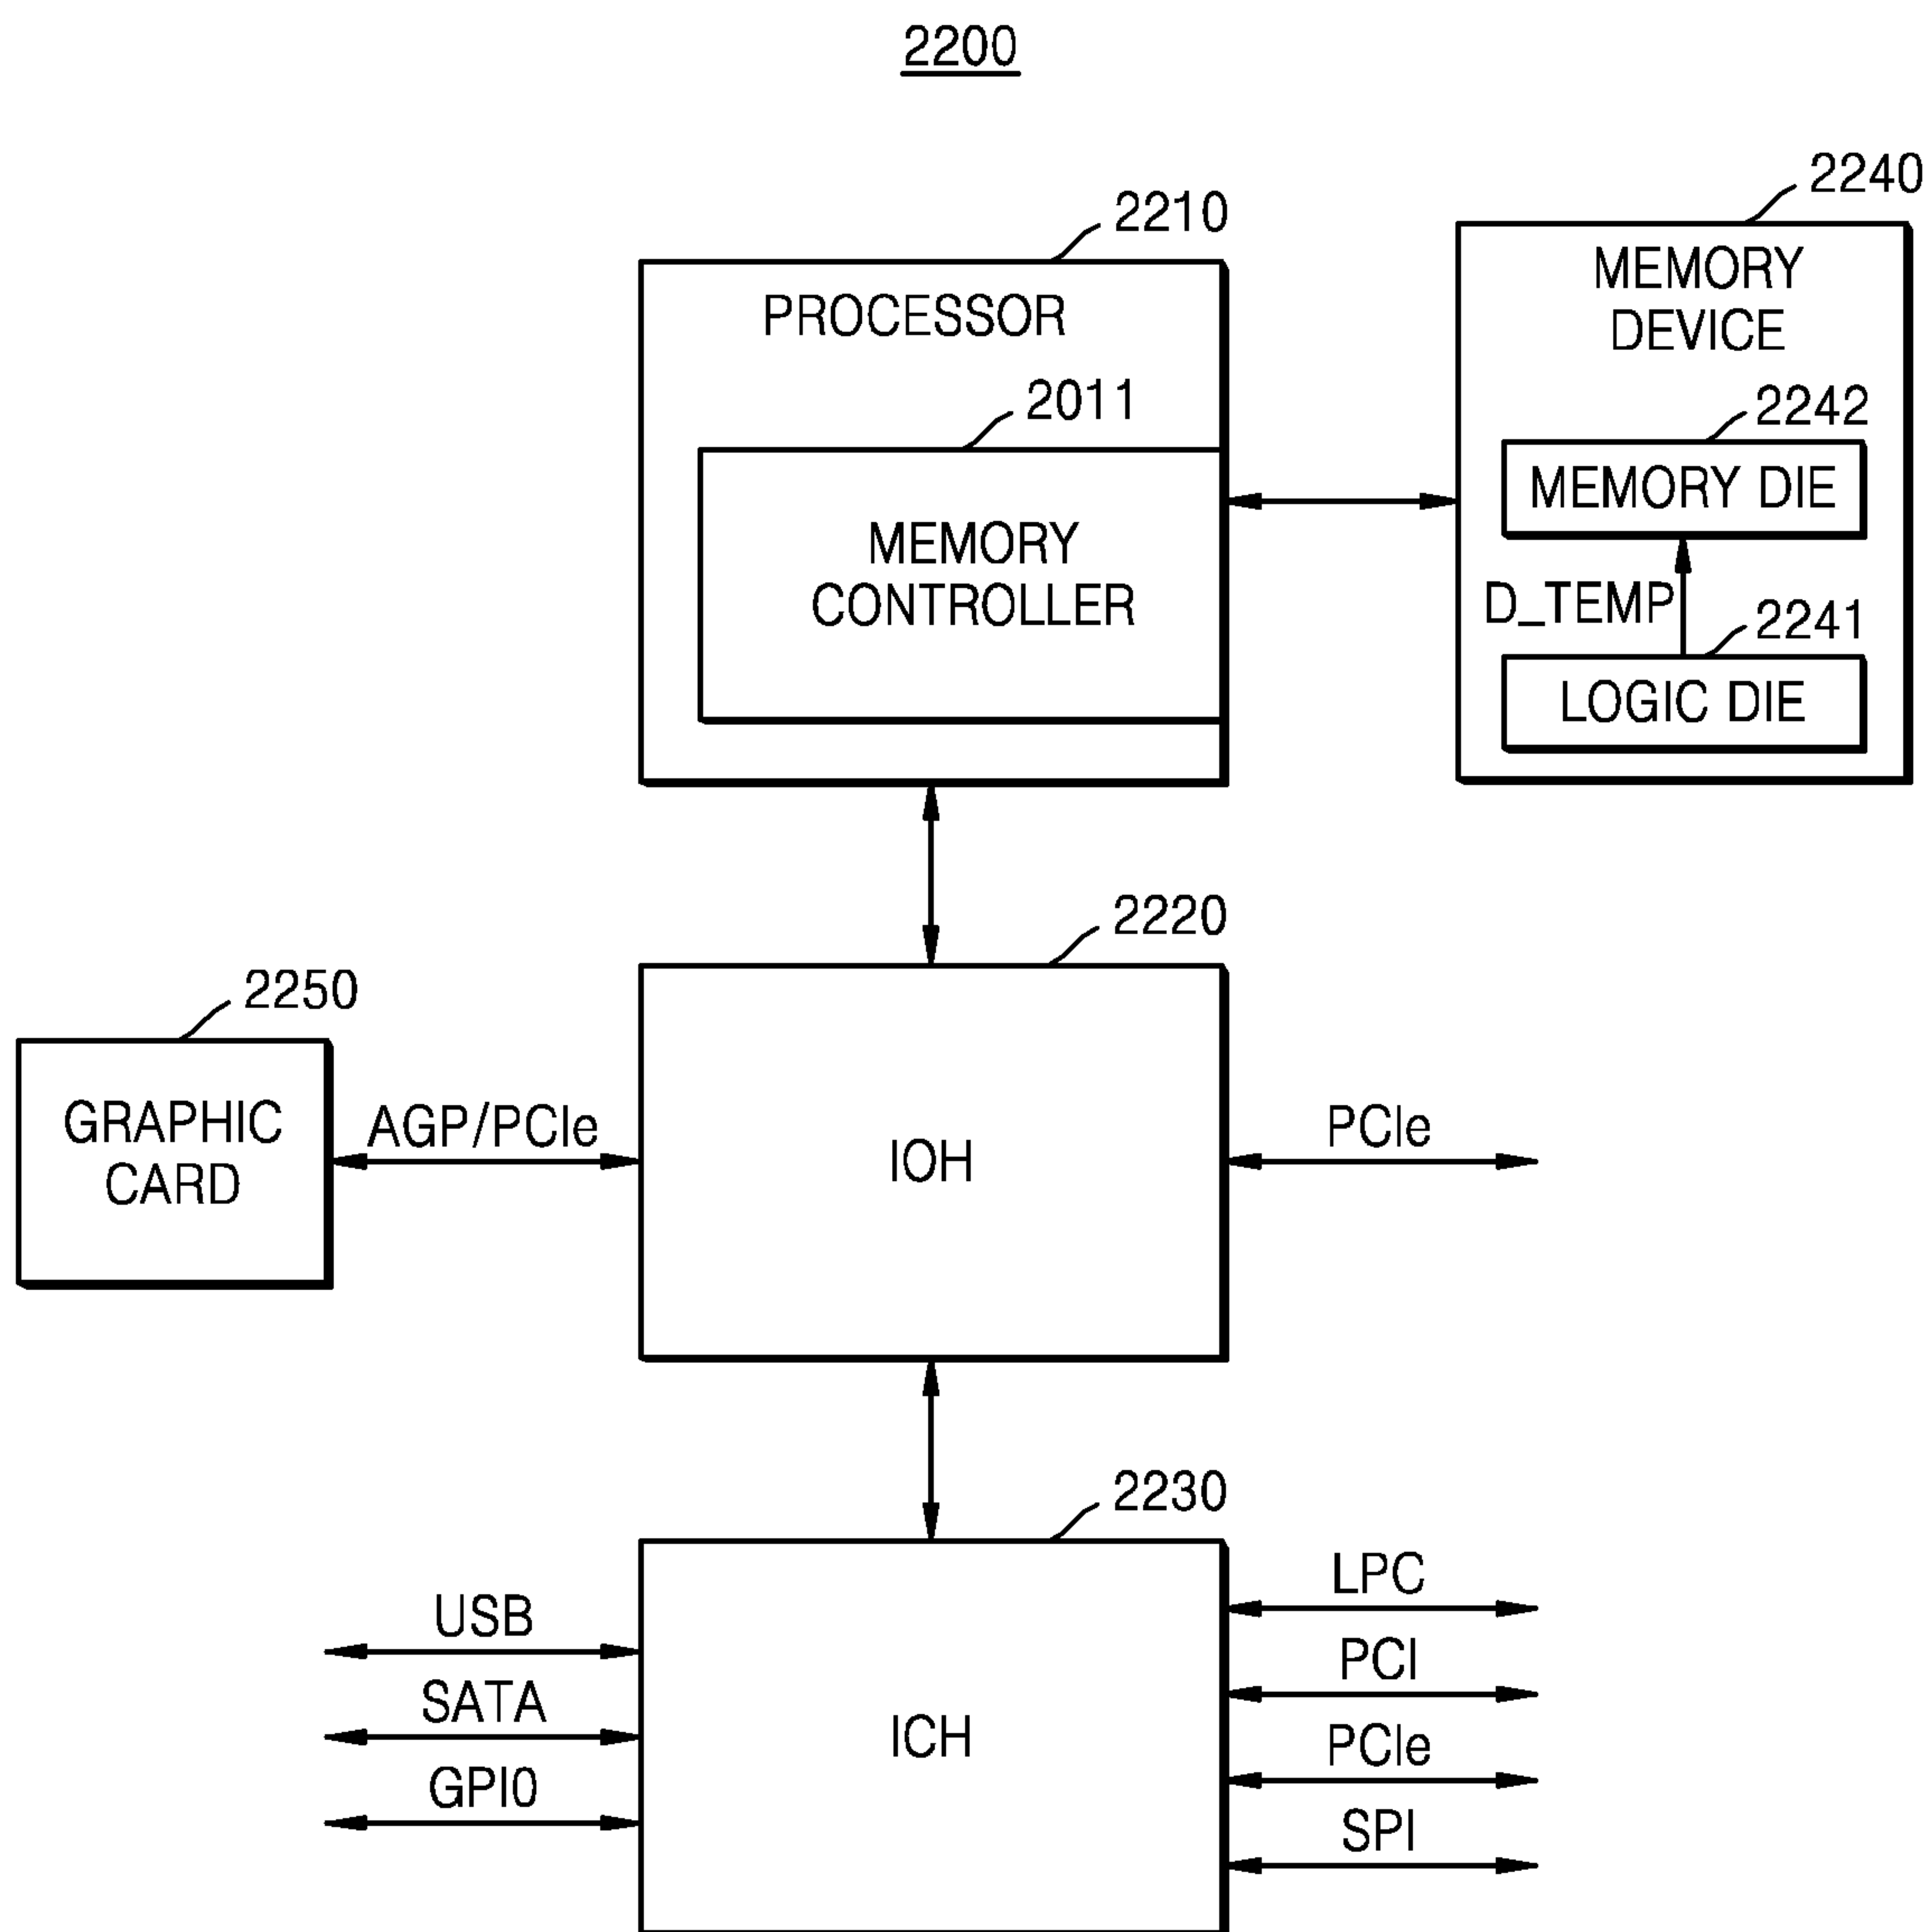 2200
2240
2210
MEMORY
DEVICE
PROCESSOR
2011
2242
MEMORY DIE
MEMORY
CONTROLLER
D_TEMP
2241
LOGIC DIE
2220
2250
GRAPHIC
CARD
AGP/PCIe
IOH
PCIe
2230
USB
SATA
GPI0
ICH
LPC
PCI
PCIe
SPI